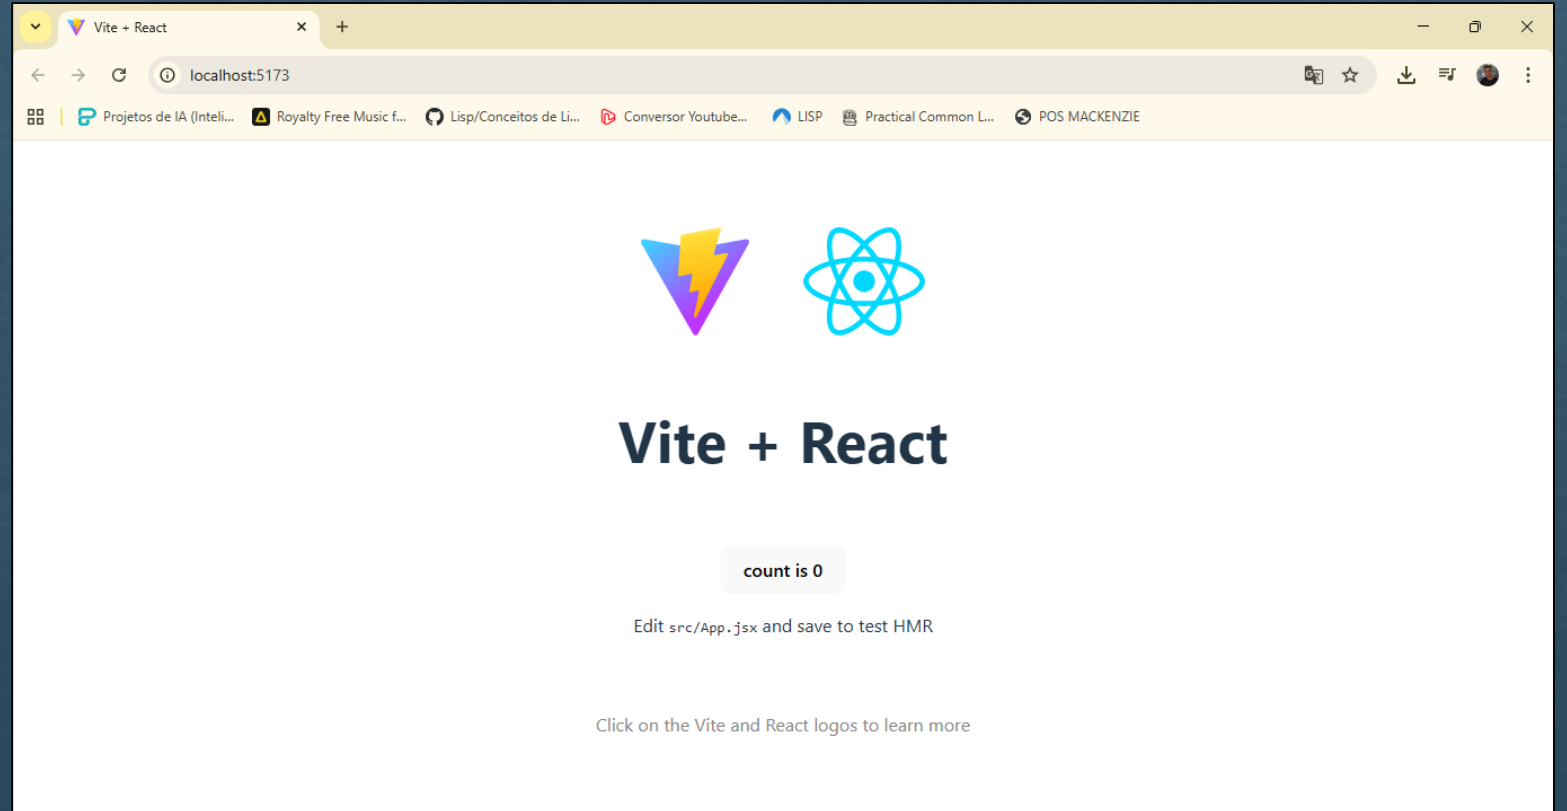 Vite + React
localhost:5173
Projetos de IA (Inteli... Royalty Free Music f... Lisp/Conceitos de Li... Conversor Youtube... LISP Practical Common L... POS MACKENZIE
Vite + React
count is 0
Edit src/App.jsx and save to test HMR
Click on the Vite and React logos to learn more